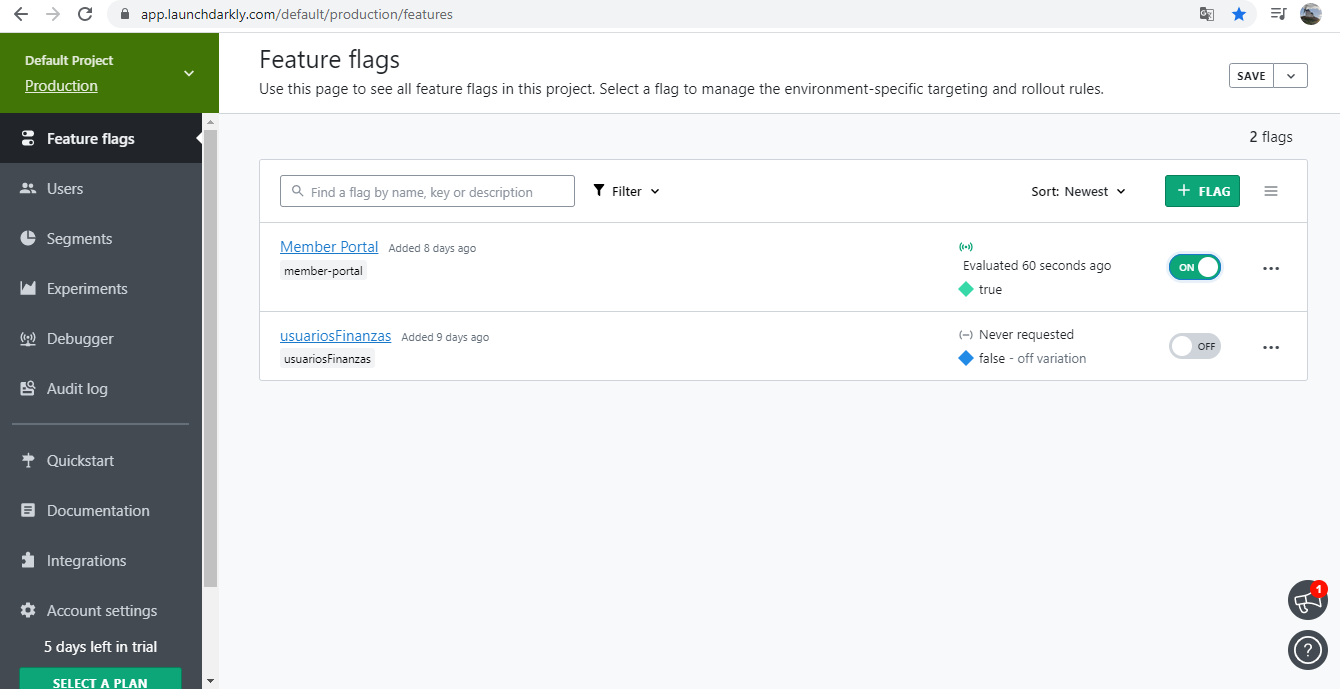 app.launchdarkly.com/default/production/features
Default Project
Production
Feature flags
Use this page to see all feature flags in this project. Select a flag to manage the environment-specific targeting and rollout rules.
SAVE
Feature flags
Users
Segments
Experiments
Debugger
Audit log
Quickstart
Documentation
Integrations
Account settings
5 days left in trial
SELECT A PLAN
2 flags
Find a flag by name, key or description
Filter
Sort: Newest
+ FLAG
Member Portal Added 8 days ago
member-portal
Evaluated 60 seconds ago
true
ON
usuariosFinanzas Added 9 days ago
usuariosFinanzas
Never requested
false - off variation
OFF
1
?